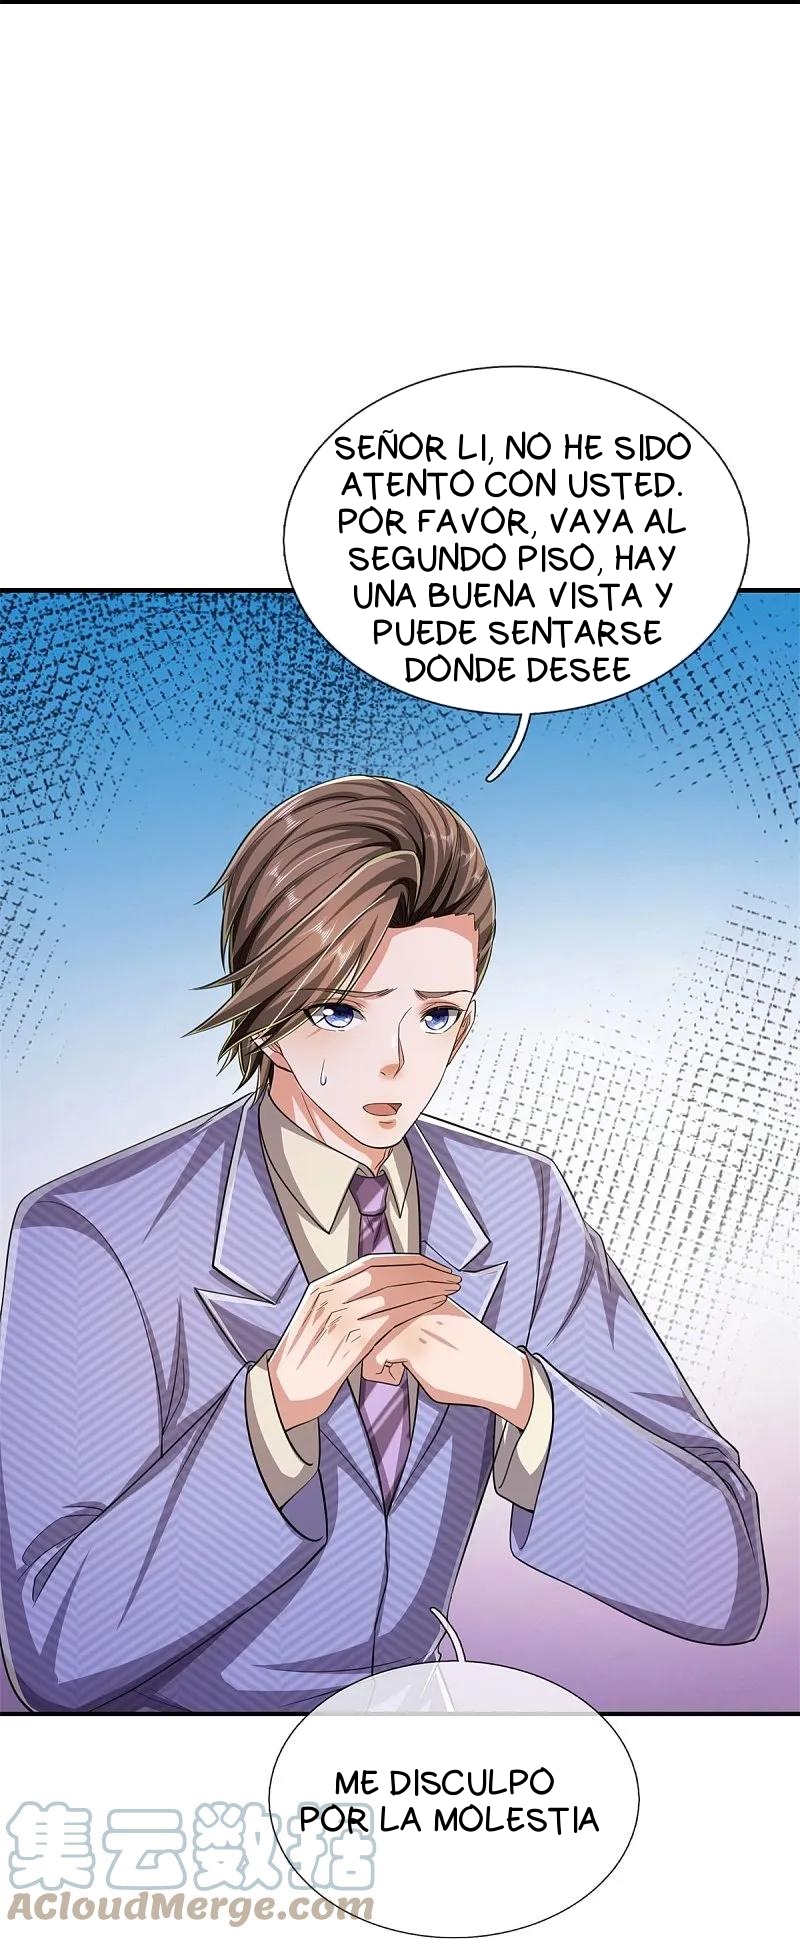 SEÑOR LI, NO HE SIDO
ATENTO CON USTED.
POR FAVOR, VAYA AL
SEGUNDO PISO, HAY
UNA BUENA VISTA Y
PUEDE SENTARSE
DONDE DESEE
ME DISCULPO
POR LA MOLESTIA
集云数据
ACloudMerge.com